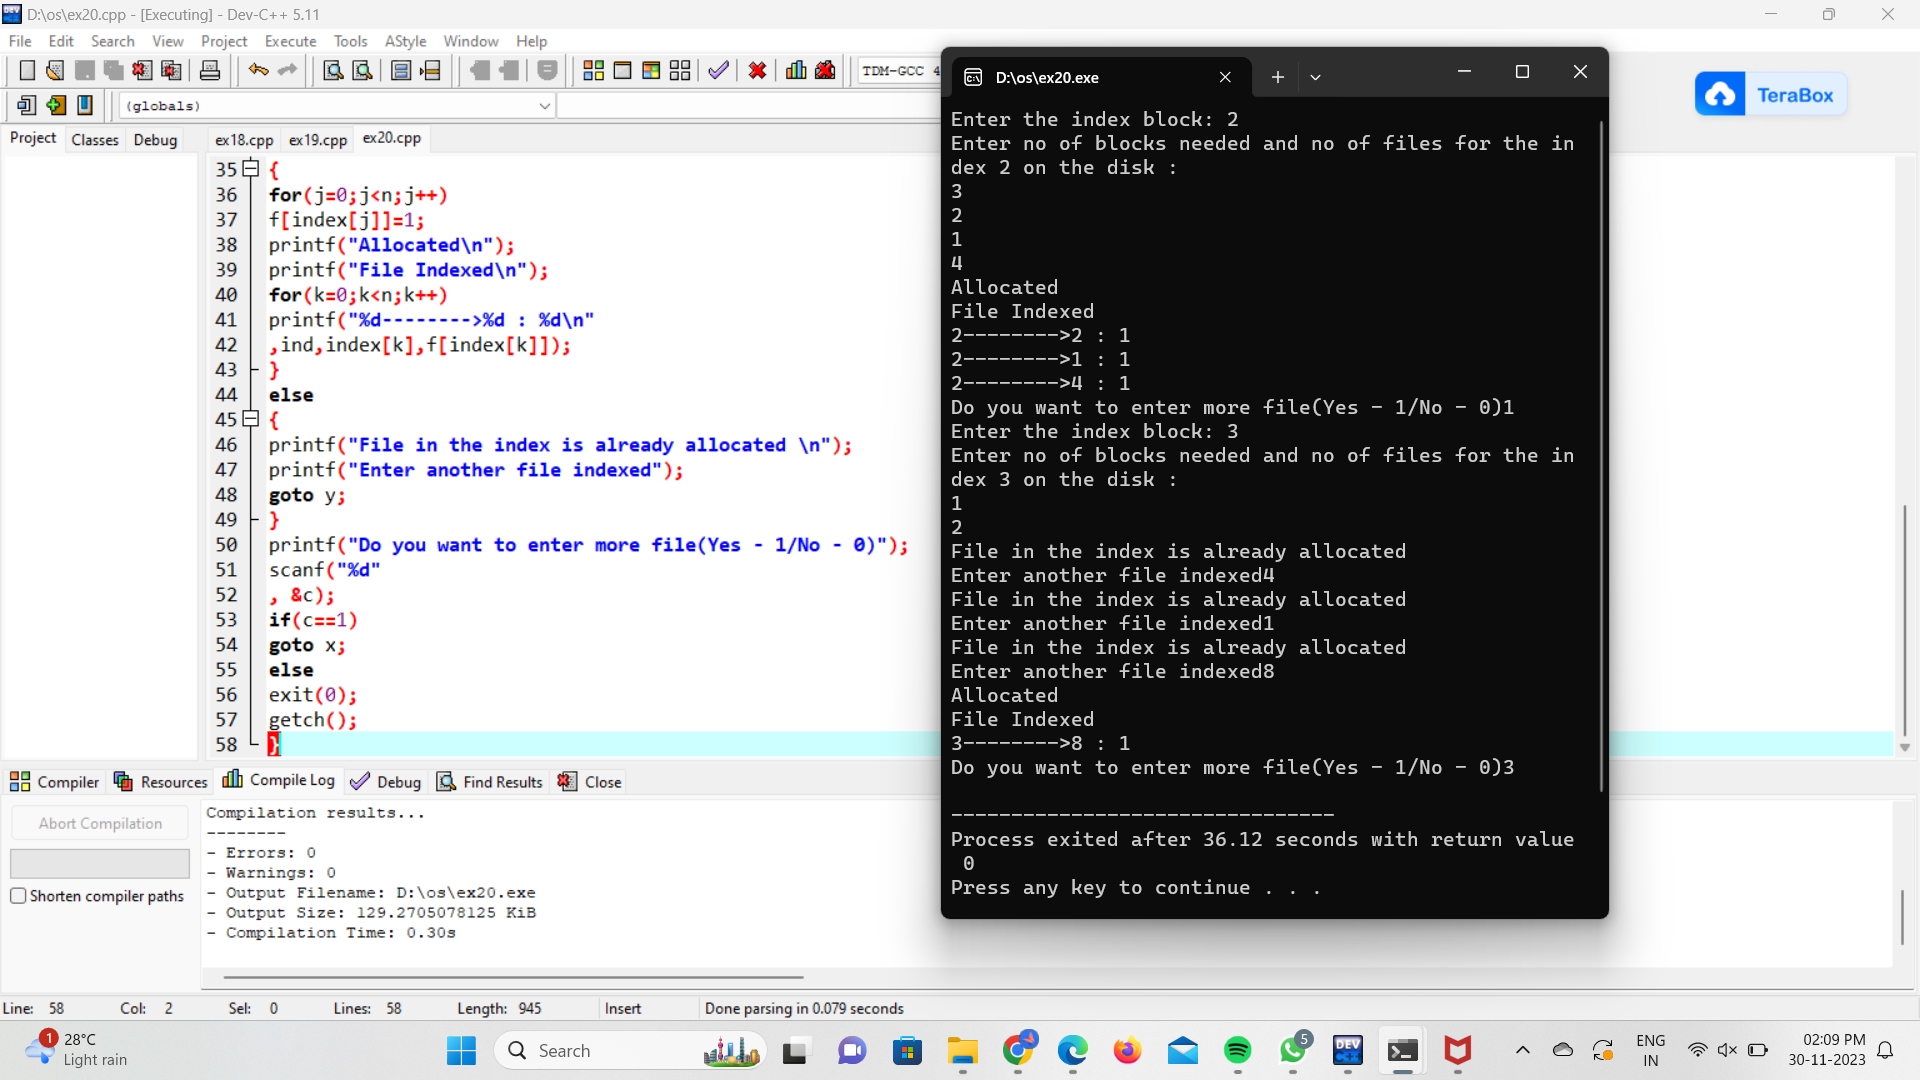 D:\os\ex20.cpp - [Executing] - Dev-C++ 5.11
File Edit Search View Project Execute Tools AStyle Window Help
TDM-GCC 4
(globals)
Project Classes Debug
ex18.cpp ex19.cpp ex20.cpp
35 {
36 for(j=0;j<n;j++)
37 f[index[j]]=1;
38 printf("Allocated\n");
39 printf("File Indexed\n");
40 for(k=0;k<n;k++)
41 printf("%d-------->%d : %d\n"
42 ,ind,index[k],f[index[k]]);
43 }
44 else
45 {
46 printf("File in the index is already allocated \n");
47 printf("Enter another file indexed");
48 goto y;
49 }
50 printf("Do you want to enter more file(Yes - 1/No - 0)");
51 scanf("%d"
52 , &c);
53 if(c==1)
54 goto x;
55 else
56 exit(0);
57 getch();
58 }
D:\os\ex20.exe
Enter the index block: 2
Enter no of blocks needed and no of files for the in
dex 2 on the disk :
3
2
1
4
Allocated
File Indexed
2-------->2 : 1
2-------->1 : 1
2-------->4 : 1
Do you want to enter more file(Yes - 1/No - 0)1
Enter the index block: 3
Enter no of blocks needed and no of files for the in
dex 3 on the disk :
1
2
File in the index is already allocated
Enter another file indexed4
File in the index is already allocated
Enter another file indexed1
File in the index is already allocated
Enter another file indexed8
Allocated
File Indexed
3-------->8 : 1
Do you want to enter more file(Yes - 1/No - 0)3
--------------------------------
Process exited after 36.12 seconds with return value
0
Press any key to continue . . .
TeraBox
Compiler Resources Compile Log Debug Find Results Close
Abort Compilation
Shorten compiler paths
Compilation results...
--------
- Errors: 0
- Warnings: 0
- Output Filename: D:\os\ex20.exe
- Output Size: 129.2705078125 KiB
- Compilation Time: 0.30s
Line: 58 Col: 2 Sel: 0 Lines: 58 Length: 945 Insert Done parsing in 0.079 seconds
1
28°C
Light rain
Search
5
DEV
C++
ENG
IN
02:09 PM
30-11-2023